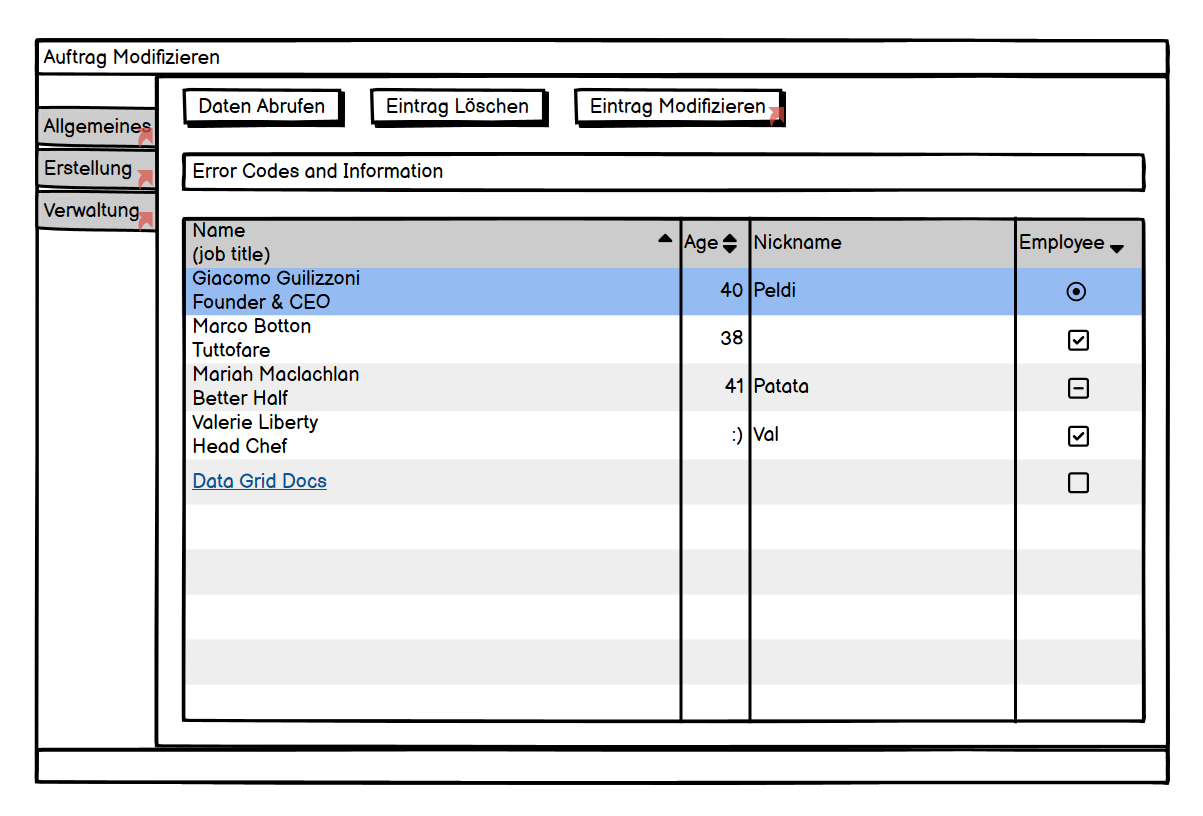 Auftrag Modifizieren
Daten Abrufen
Eintrag Löschen
Eintrag Modifizieren
Allgemeines
Erstellung
Verwaltung
Error Codes and Information
Name
(job title)
Age
Nickname
Employee
Giacomo Guilizzoni
Founder & CEO
40
Peldi
Marco Botton
Tuttofare
38
Mariah Maclachlan
Better Half
41
Patata
Valerie Liberty
Head Chef
:)
Val
Data Grid Docs